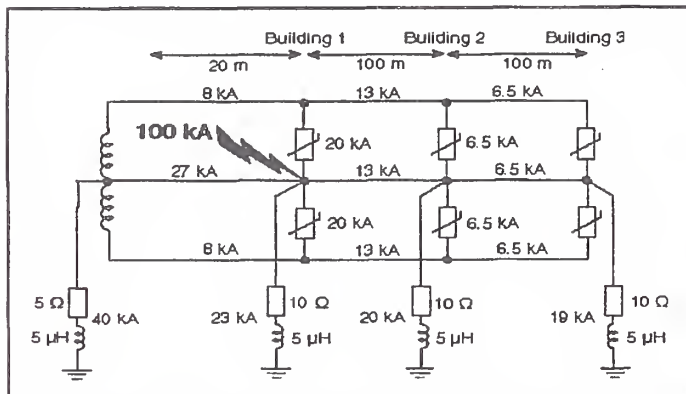 Building 1 Building 2 Building 3
20 m 100 m 100 m
8 kA 13 kA 6.5 kA
100 kA
20 kA 6.5 kA
27 kA 13 kA 6.5 kA
20 kA 6.5 kA
8 kA 13 kA 6.5 kA
5 Ω 10 Ω 10 Ω 10 Ω
40 kA 23 kA 20 kA 19 kA
5 µH 5 µH 5 µH 5 µH